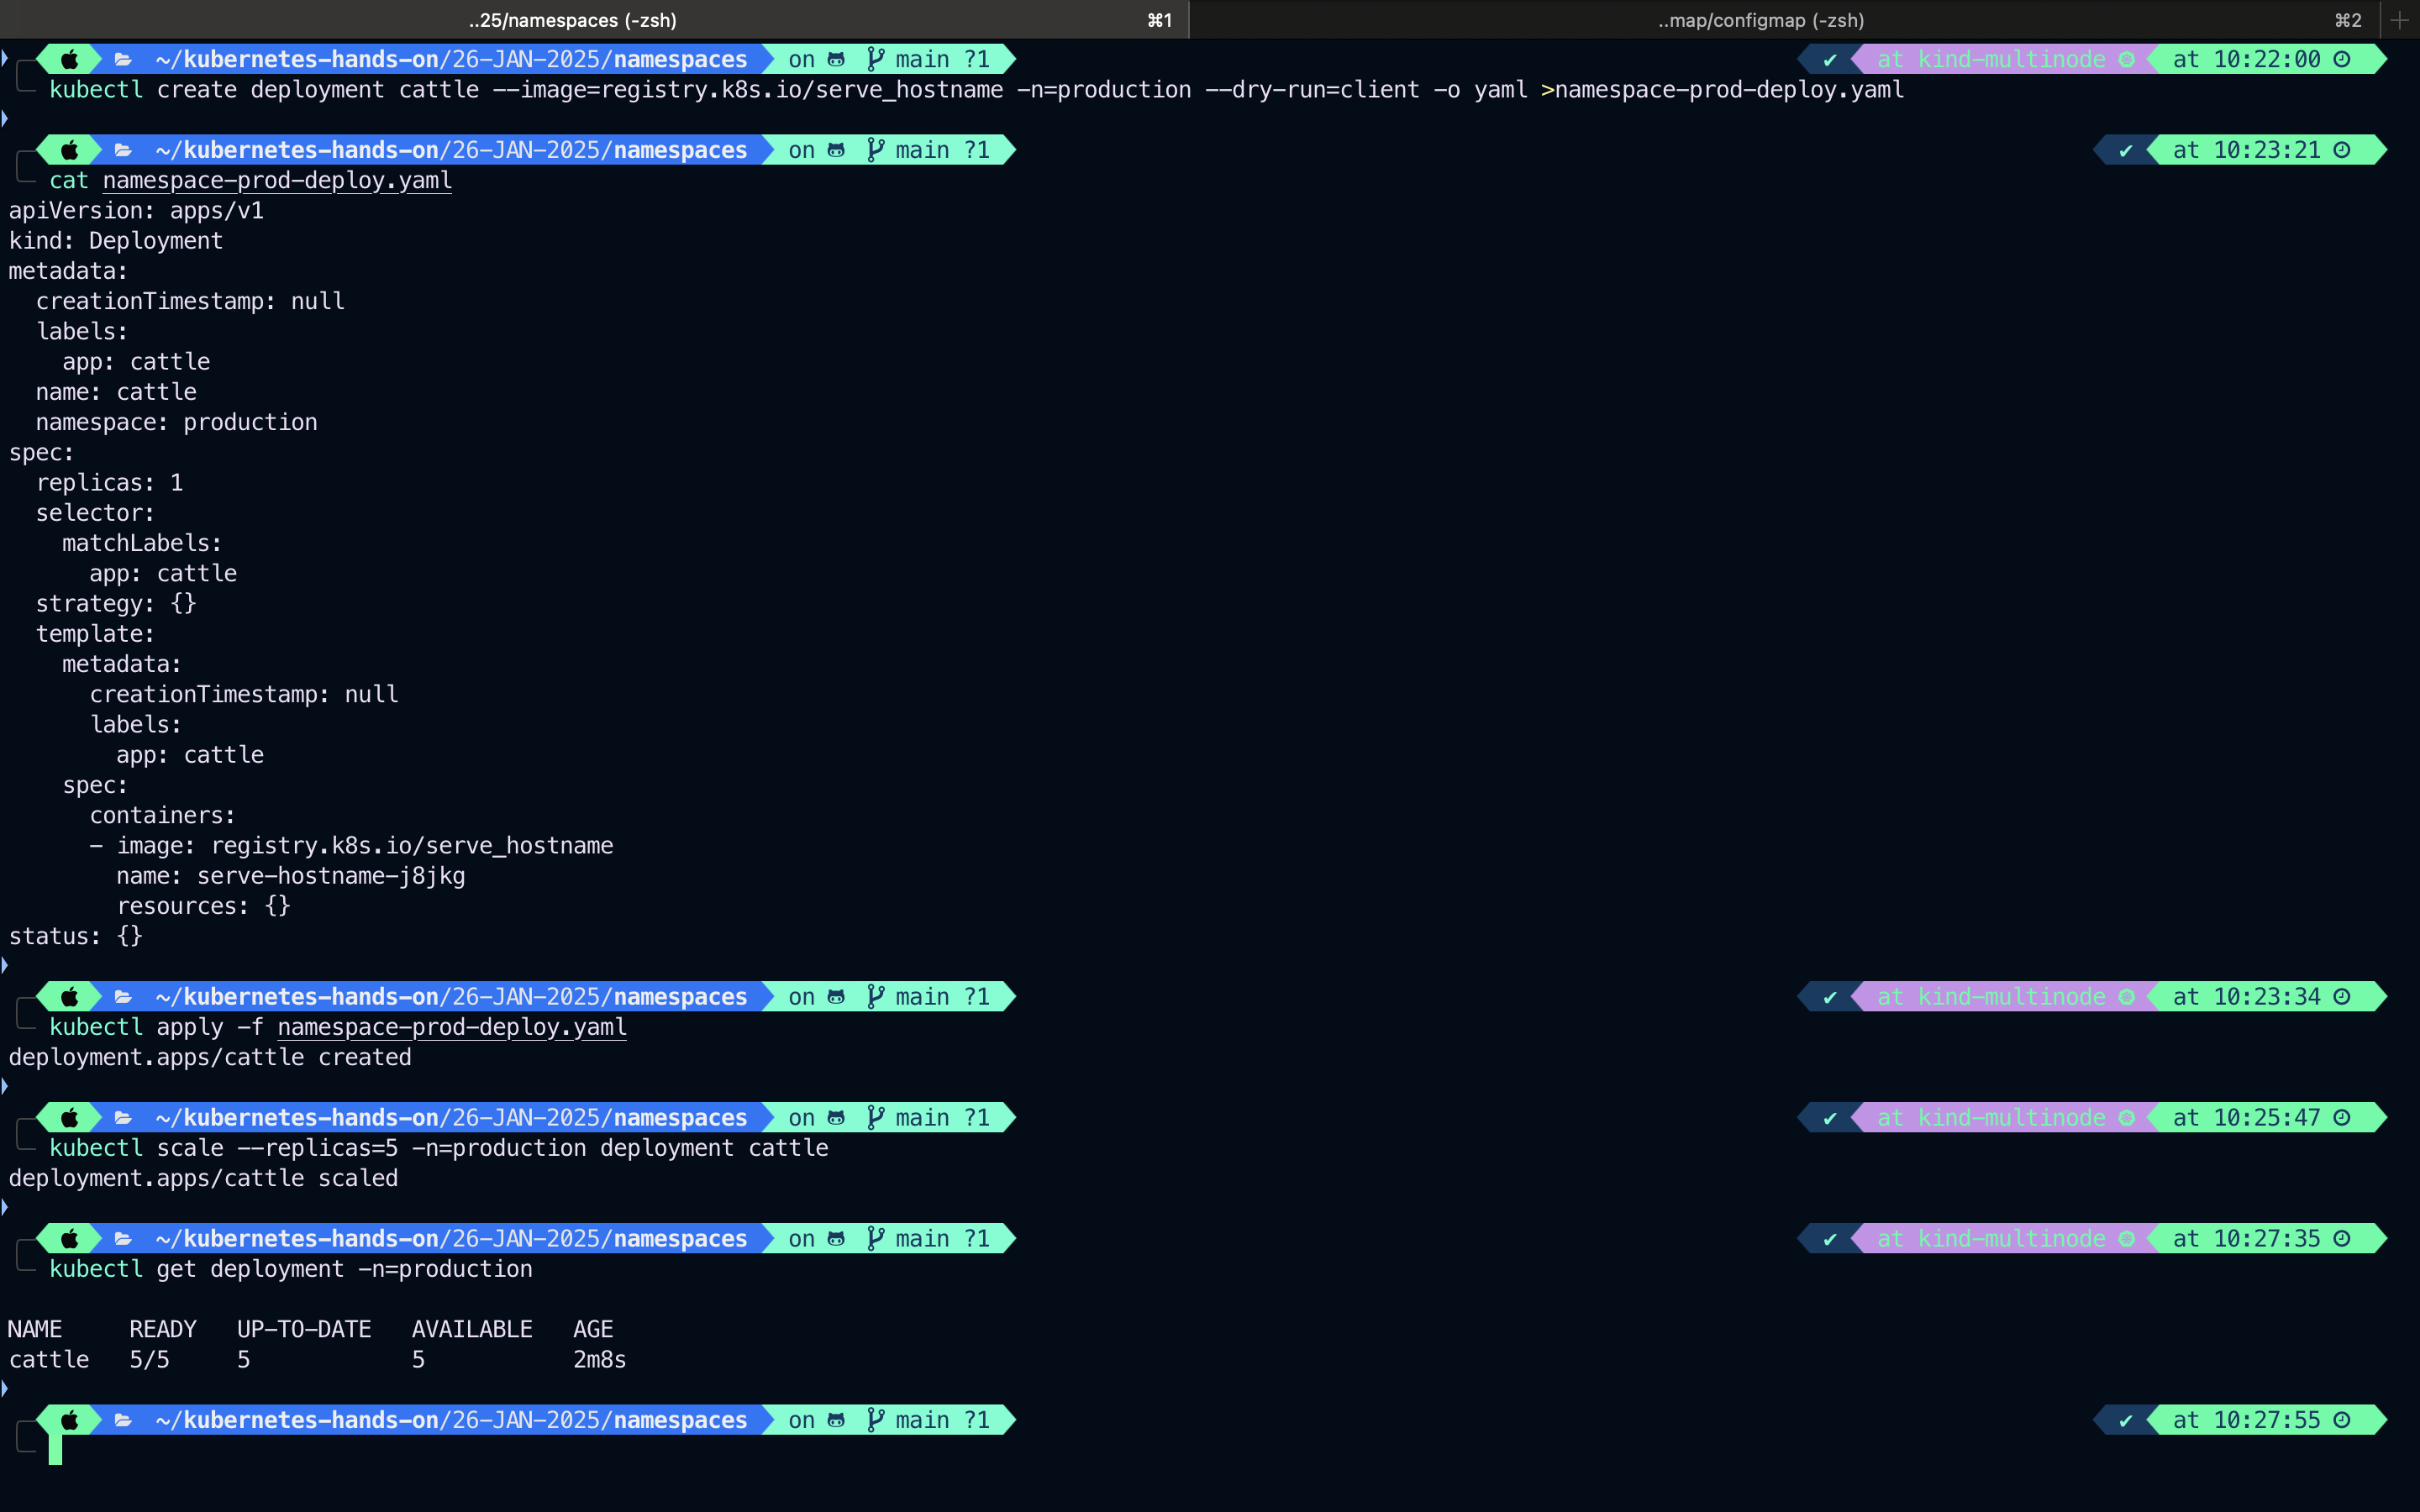 ..25/namespaces (-zsh) ⌘1 ..map/configmap (-zsh) ⌘2 +
~/kubernetes-hands-on/26-JAN-2025/namespaces on main ?1 ✔ at kind-multinode at 10:22:00
kubectl create deployment cattle --image=registry.k8s.io/serve_hostname -n=production --dry-run=client -o yaml >namespace-prod-deploy.yaml
~/kubernetes-hands-on/26-JAN-2025/namespaces on main ?1 ✔ at 10:23:21
cat namespace-prod-deploy.yaml
apiVersion: apps/v1
kind: Deployment
metadata:
  creationTimestamp: null
  labels:
    app: cattle
  name: cattle
  namespace: production
spec:
  replicas: 1
  selector:
    matchLabels:
      app: cattle
  strategy: {}
  template:
    metadata:
      creationTimestamp: null
      labels:
        app: cattle
    spec:
      containers:
      - image: registry.k8s.io/serve_hostname
        name: serve-hostname-j8jkg
        resources: {}
status: {}
~/kubernetes-hands-on/26-JAN-2025/namespaces on main ?1 ✔ at kind-multinode at 10:23:34
kubectl apply -f namespace-prod-deploy.yaml
deployment.apps/cattle created
~/kubernetes-hands-on/26-JAN-2025/namespaces on main ?1 ✔ at kind-multinode at 10:25:47
kubectl scale --replicas=5 -n=production deployment cattle
deployment.apps/cattle scaled
~/kubernetes-hands-on/26-JAN-2025/namespaces on main ?1 ✔ at kind-multinode at 10:27:35
kubectl get deployment -n=production
NAME READY UP-TO-DATE AVAILABLE AGE
cattle 5/5 5 5 2m8s
~/kubernetes-hands-on/26-JAN-2025/namespaces on main ?1 ✔ at 10:27:55